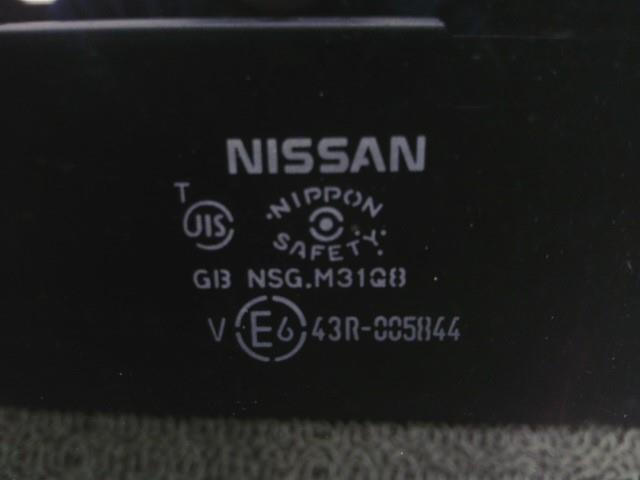 NISSAN
T
JIS
NIPPON
SAFETY
GB NSG.M31Q8
V E6 43R-005844